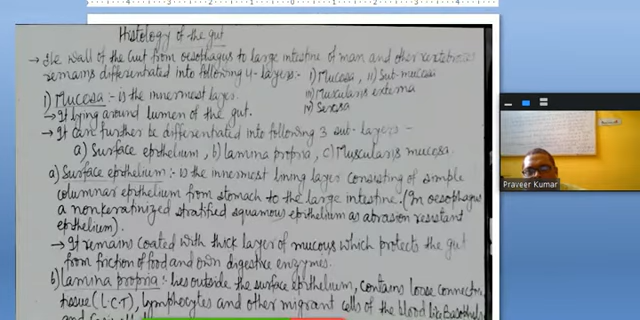 Histology of the gut
→ The wall of the Gut from oesophagus to large intestine of man and other vertebrates
remains differentiated into following 4-layers:- i) Mucosa, ii) Sub-mucosa
iii) Muscularis externa
iv) Serosa
i) Mucosa :- is the innermost layer.
→ It lying around lumen of the gut.
→ It can further be differentiated into following 3 sub-layers -
a) Surface epithelium, b) lamina propria, c) Muscularis mucosa.
a) Surface epithelium :- is the innermost lining layer consisting of simple
columnar epithelium from stomach to the large intestine. (In oesophagus
a nonkeratinized stratified squamous epithelium as abrasion resistant
epithelium).
→ It remains coated with thick layer of mucous which protects the gut
from friction of food and own digestive enzymes.
b) lamina propria :- lies outside the surface epithelium, contains loose connective
tissue (L.C.T), lymphocytes and other migrant cells of the blood like Basophils
and
Praveer Kumar